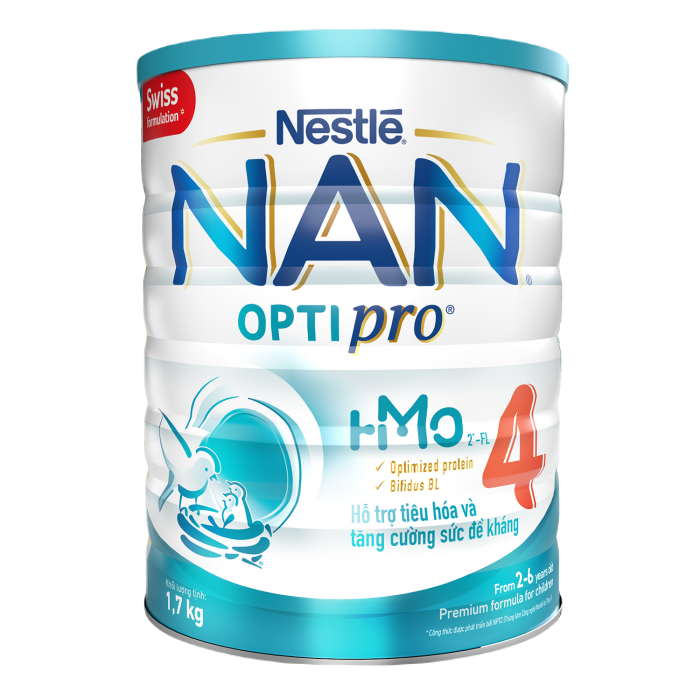 Swiss
Formulation*
Nestlé®
NAN®
OPTIpro®
HMO 2'-FL
4
✓ Optimized protein
✓ Bifidus BL
Hỗ trợ tiêu hóa và
tăng cường sức đề kháng
Khối lượng tịnh:
1,7 kg
From 2-6 years old
Premium formula for children